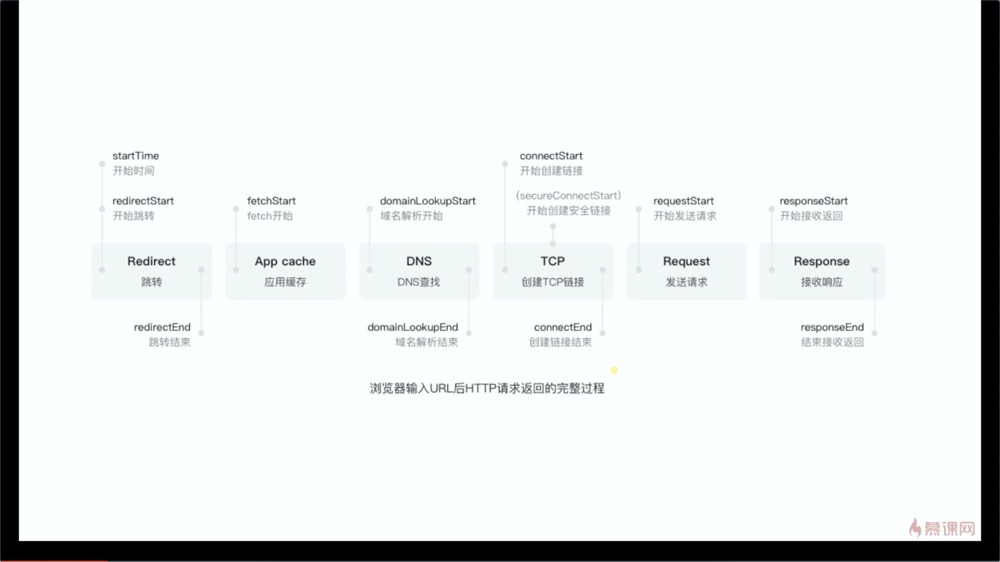 startTime
开始时间
redirectStart
开始跳转
fetchStart
fetch开始
domainLookupStart
域名解析开始
connectStart
开始创建链接
(secureConnectStart)
开始创建安全链接
requestStart
开始发送请求
responseStart
开始接收返回
Redirect
跳转
App cache
应用缓存
DNS
DNS查找
TCP
创建TCP链接
Request
发送请求
Response
接收响应
redirectEnd
跳转结束
domainLookupEnd
域名解析结束
connectEnd
创建链接结束
responseEnd
结束接收返回
浏览器输入URL后HTTP请求返回的完整过程
慕课网